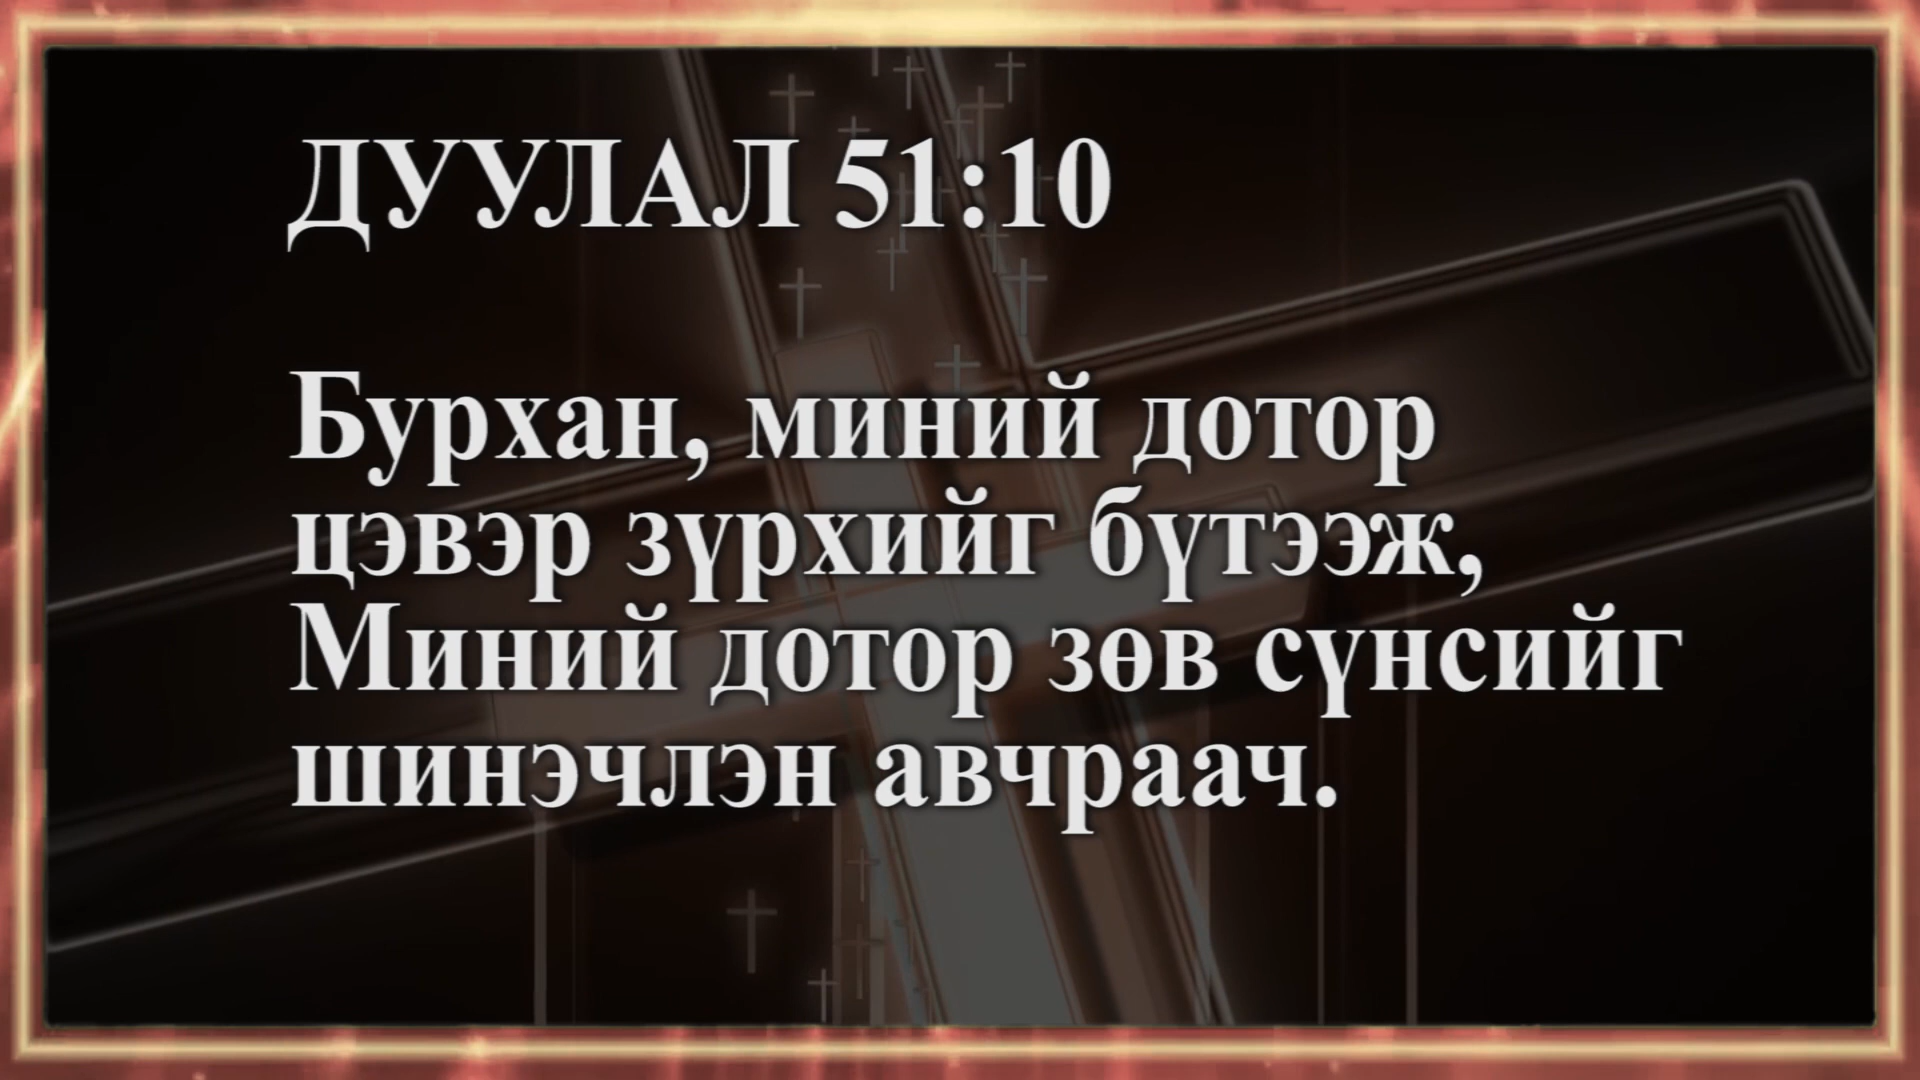 ДУУЛАЛ 51:10
Бурхан, миний дотор
цэвэр зүрхийг бүтээж,
Миний дотор зөв сүнсийг
шинэчлэн авчраач.